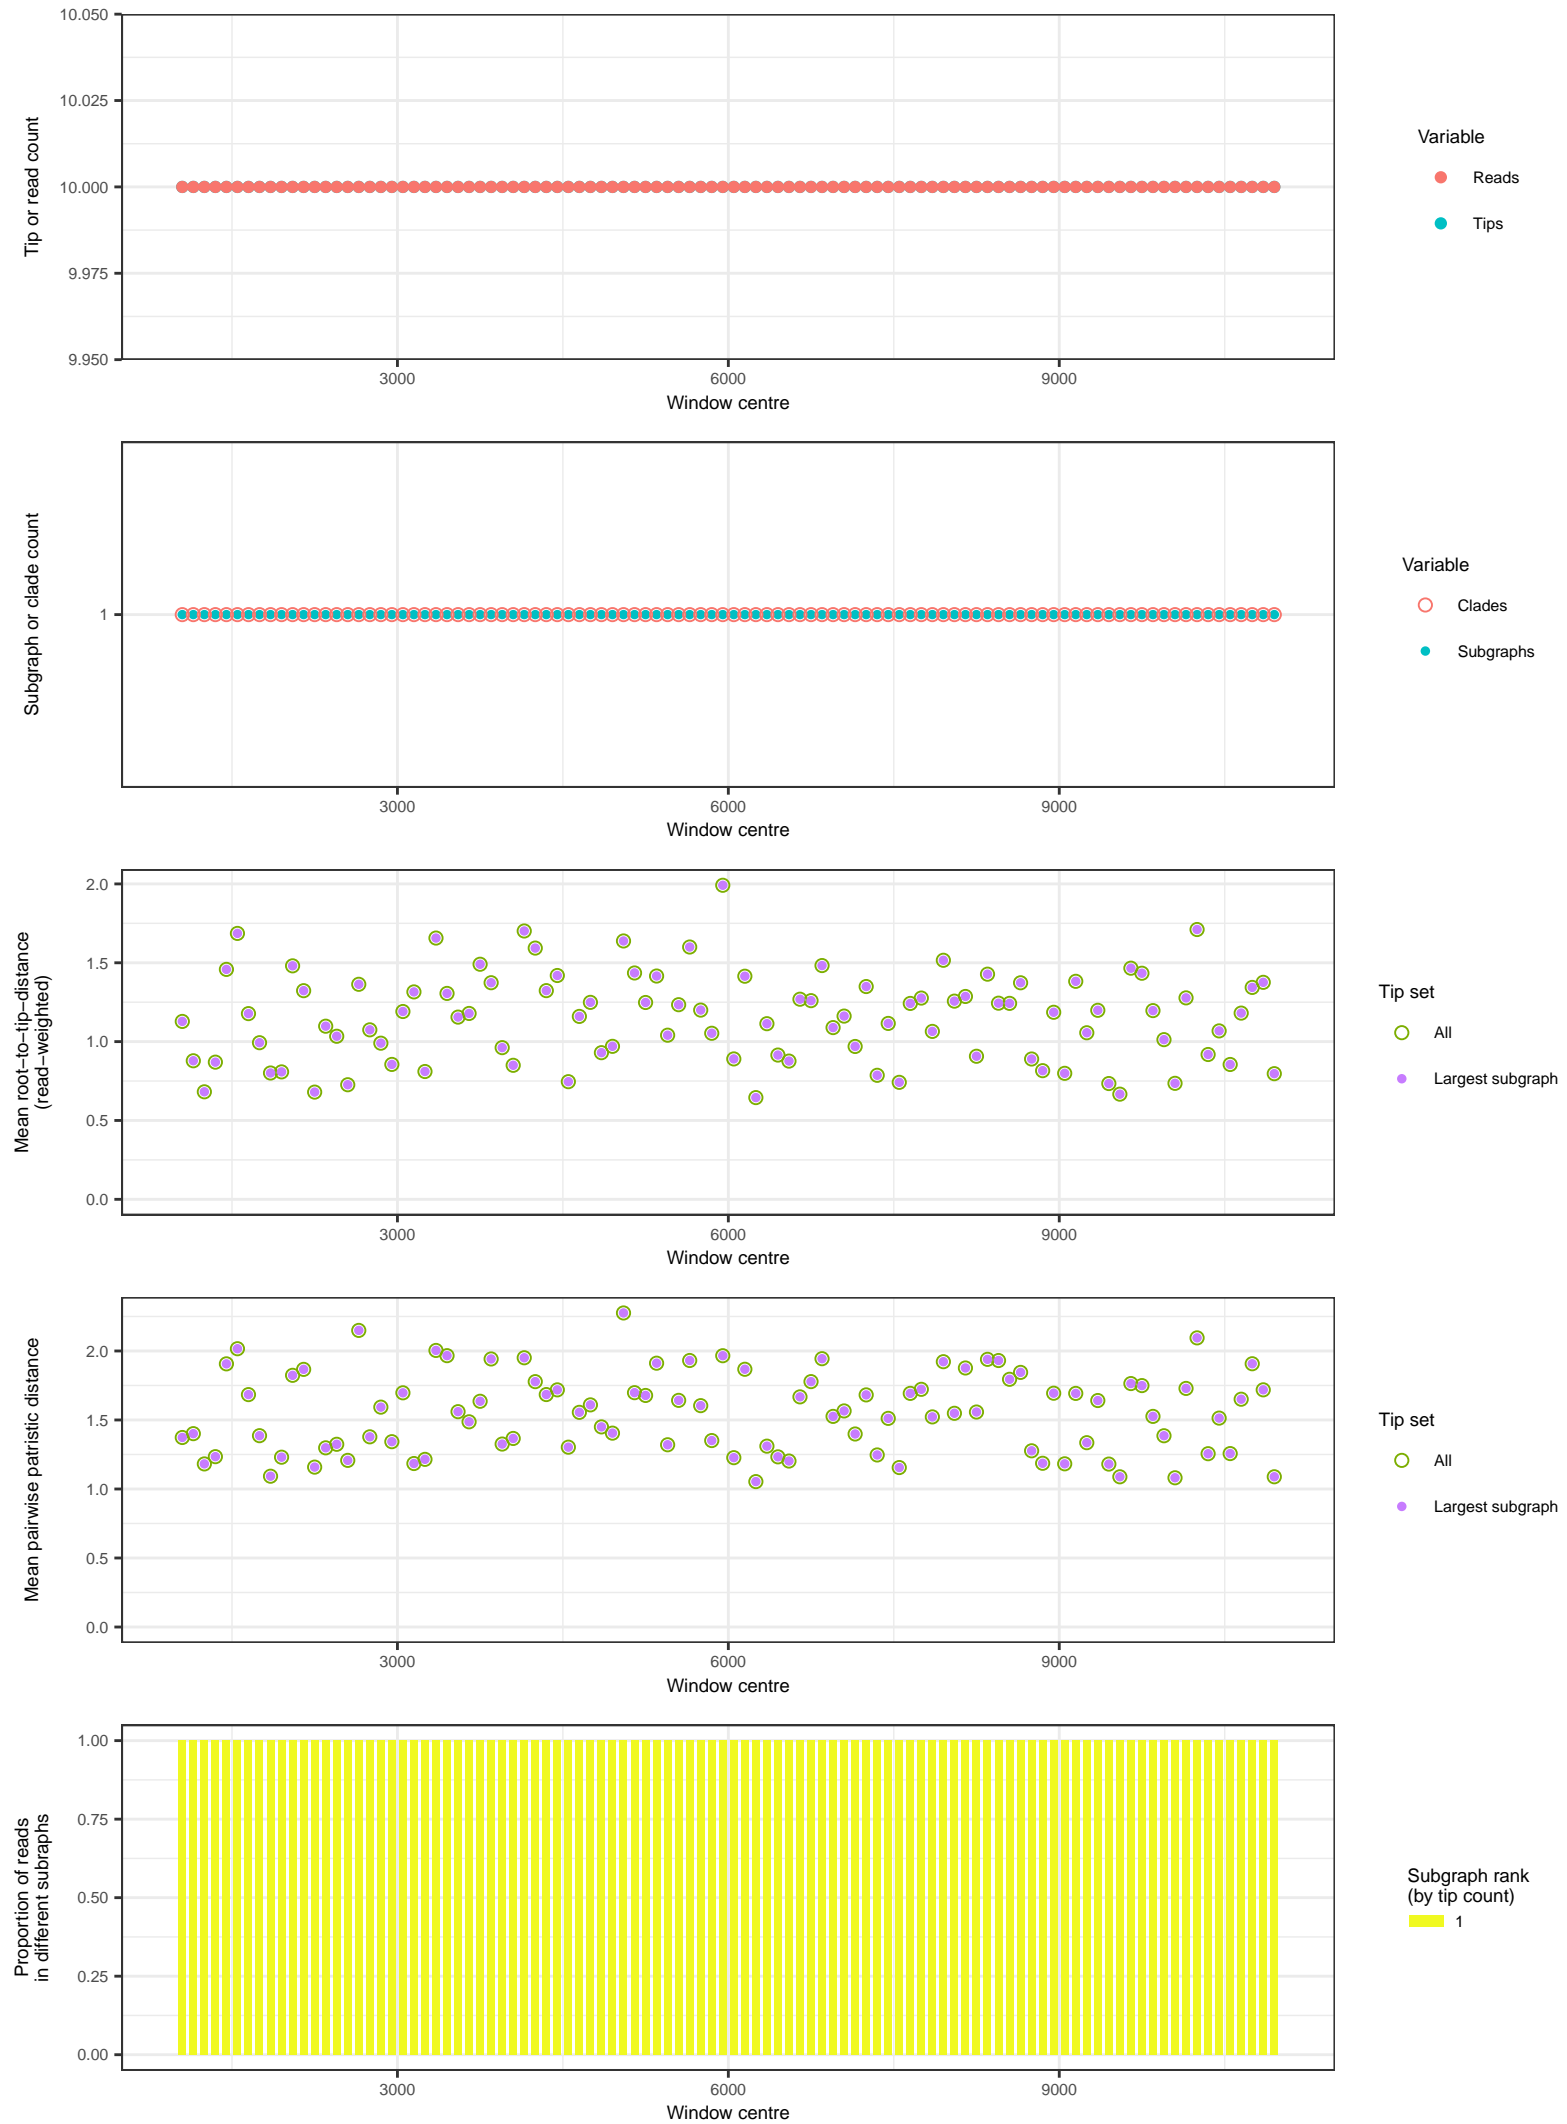 10.050
10.025
10.000
9.975
9.950
Tip or read count
3000
6000
9000
Window centre
Variable
Reads
Tips
1
Subgraph or clade count
3000
6000
9000
Window centre
Variable
Clades
Subgraphs
2.0
1.5
1.0
0.5
0.0
Mean root−to−tip−distance
(read−weighted)
3000
6000
9000
Window centre
Tip set
All
Largest subgraph
2.0
1.5
1.0
0.5
0.0
Mean pairwise patristic distance
3000
6000
9000
Window centre
Tip set
All
Largest subgraph
1.00
0.75
0.50
0.25
0.00
Proportion of reads
in different subraphs
3000
6000
9000
Window centre
Subgraph rank
(by tip count)
1